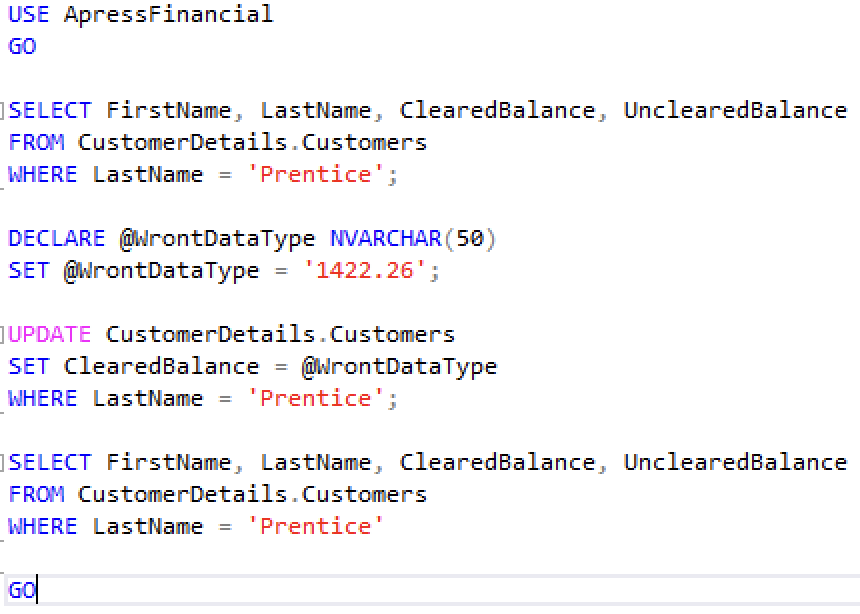 USE ApressFinancial
GO
SELECT FirstName, LastName, ClearedBalance, UnclearedBalance
FROM CustomerDetails.Customers
WHERE LastName = 'Prentice';
DECLARE @WrontDataType NVARCHAR(50)
SET @WrontDataType = '1422.26';
UPDATE CustomerDetails.Customers
SET ClearedBalance = @WrontDataType
WHERE LastName = 'Prentice';
SELECT FirstName, LastName, ClearedBalance, UnclearedBalance
FROM CustomerDetails.Customers
WHERE LastName = 'Prentice'
GO